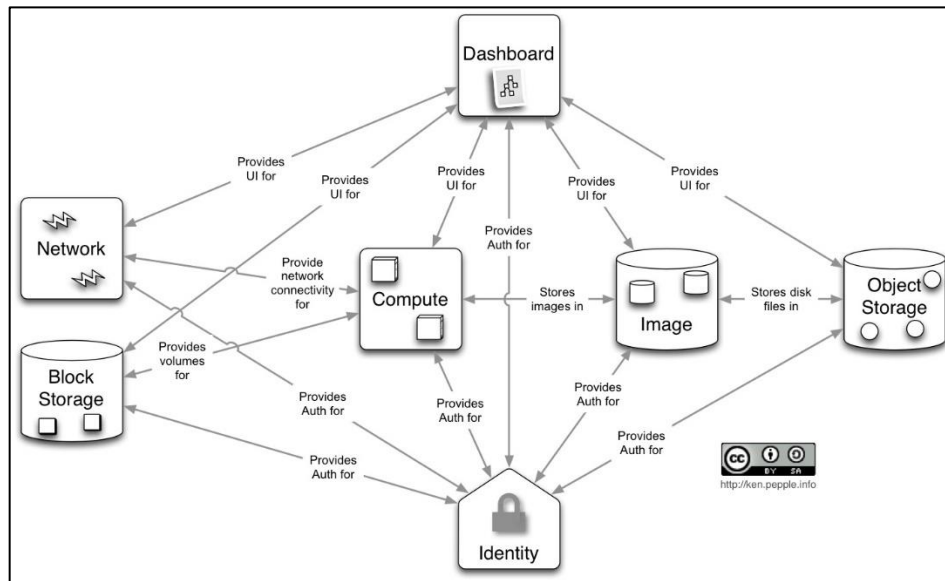 Dashboard
Provides
UI for
Provides
UI for
Provides
UI for
Provides
UI for
Provides
UI for
Network
Provides
Auth for
Provide
network
connectivity
for
Compute
Stores
images in
Image
Stores disk
files in
Object
Storage
Block
Storage
Provides
volumes
for
Provides
Auth for
Provides
Auth for
Provides
Auth for
Provides
Auth for
Provides
Auth for
cc
BY SA
http://ken.pepple.info
Identity